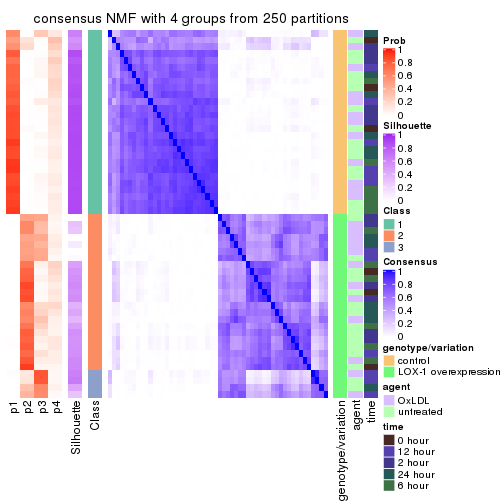 consensus NMF with 4 groups from 250 partitions
p1
p2
p3
p4
Silhouette
Class
genotype/variation
agent
time
Prob
1
0.8
0.6
0.4
0.2
0
Silhouette
1
0.8
0.6
0.4
0.2
0
Class
1
2
3
Consensus
1
0.8
0.6
0.4
0.2
0
genotype/variation
control
LOX-1 overexpression
agent
OxLDL
untreated
time
0 hour
12 hour
2 hour
24 hour
6 hour